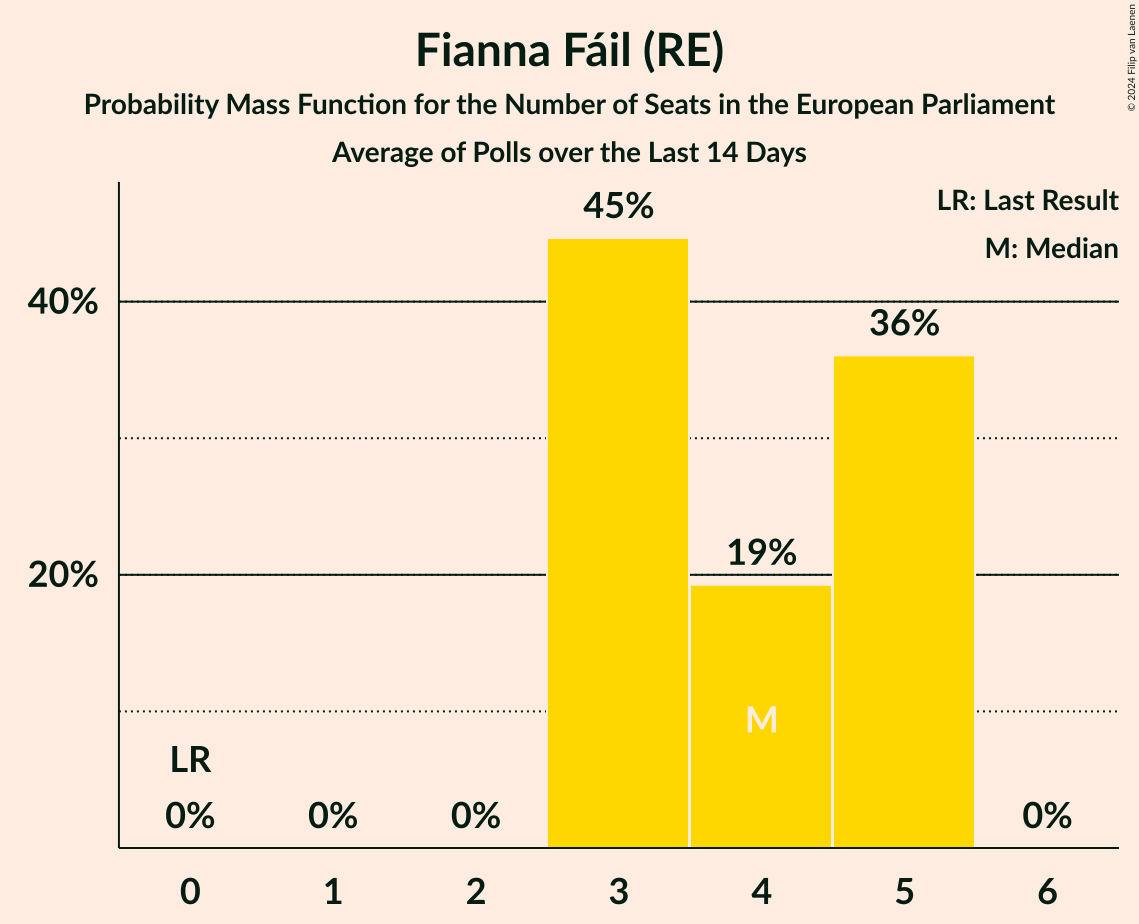 Fianna Fáil (RE)
Probability Mass Function for the Number of Seats in the European Parliament
Average of Polls over the Last 14 Days
© 2024 Filip van Laenen
LR: Last Result
M: Median
45%
40%
36%
20%
19%
M
LR
0%
0%
0%
0%
0
1
2
3
4
5
6